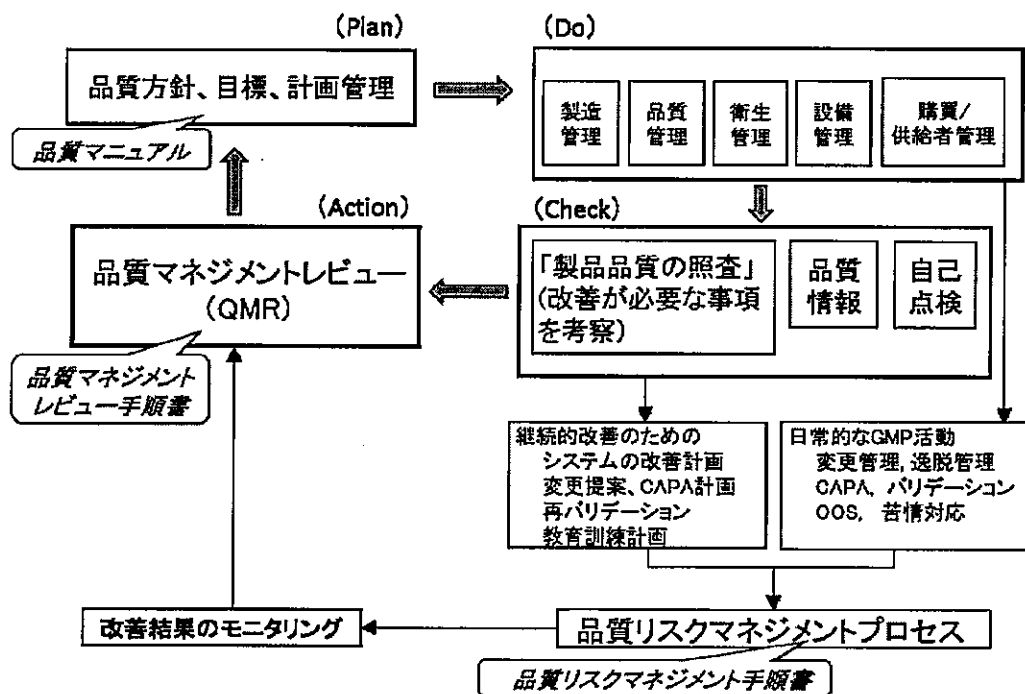 (Plan)
品質方針、目標、計画管理
品質マニュアル
(Do)
製造
管理
品質
管理
衛生
管理
設備
管理
購買/
供給者管理
(Action)
品質マネジメントレビュー
(QMR)
品質マネジメント
レビュー手順書
(Check)
「製品品質の照査」
(改善が必要な事項
を考察)
品質
情報
自己
点検
継続的改善のための
システムの改善計画
変更提案、CAPA計画
再バリデーション
教育訓練計画
日常的なGMP活動
変更管理, 逸脱管理
CAPA, バリデーション
OOS, 苦情対応
改善結果のモニタリング
品質リスクマネジメントプロセス
品質リスクマネジメント手順書